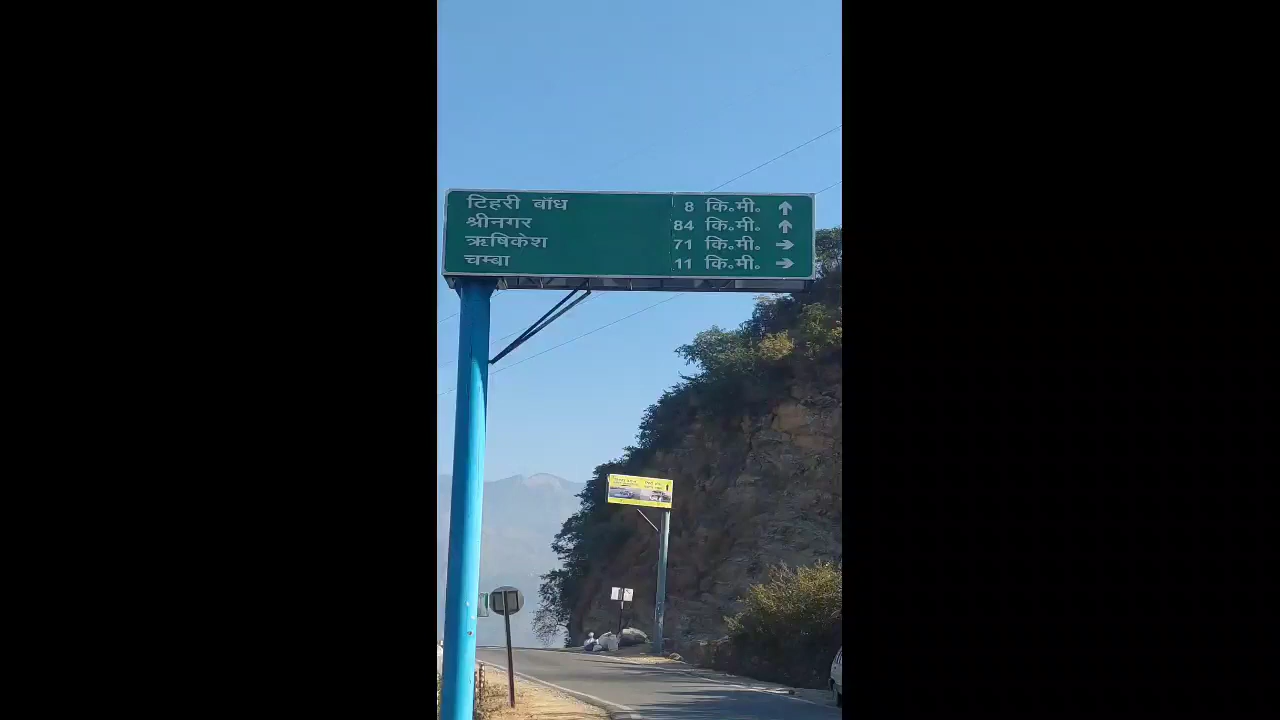 टिहरी बॉध 8 कि.मी. ↑
श्रीनगर 84 कि.मी. ↑
ऋषिकेश 71 कि.मी. →
चम्बा 11 कि.मी. →